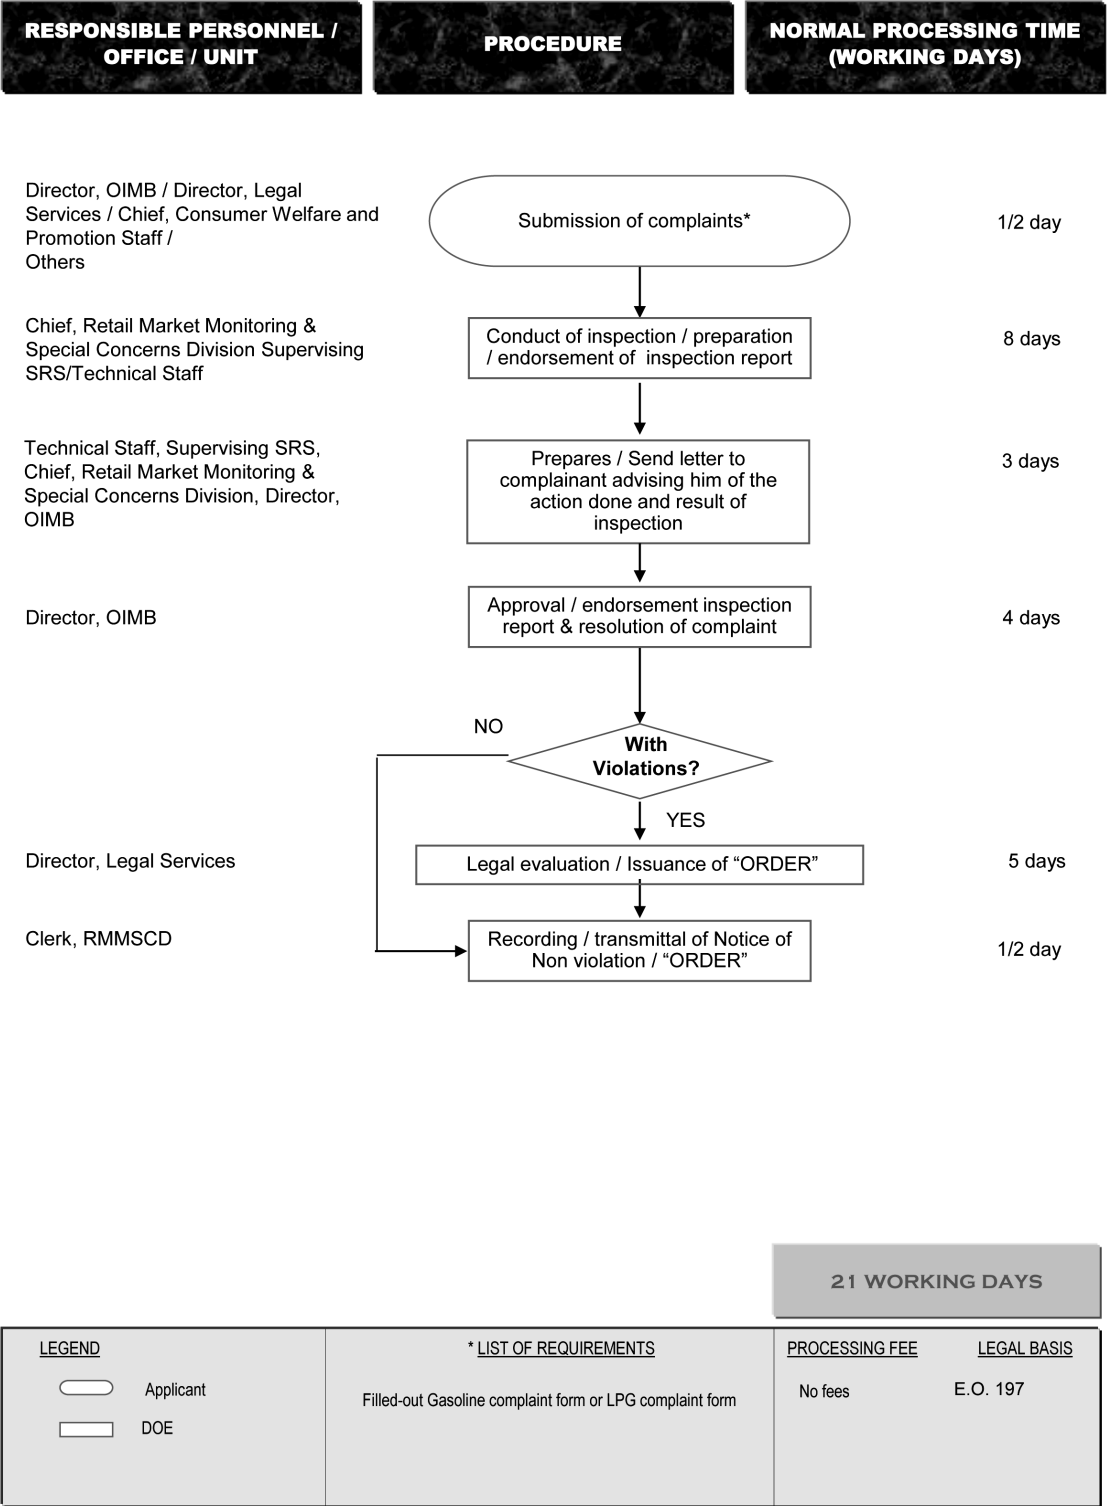 RESPONSIBLE PERSONNEL /
OFFICE / UNIT
PROCEDURE
NORMAL PROCESSING TIME
(WORKING DAYS)
Director, OIMB / Director, Legal
Services / Chief, Consumer Welfare and
Promotion Staff /
Others
Submission of complaints*
1/2 day
Chief, Retail Market Monitoring &
Special Concerns Division Supervising
SRS/Technical Staff
Conduct of inspection / preparation
/ endorsement of inspection report
8 days
Technical Staff, Supervising SRS,
Chief, Retail Market Monitoring &
Special Concerns Division, Director,
OIMB
Prepares / Send letter to
complainant advising him of the
action done and result of
inspection
3 days
Director, OIMB
Approval / endorsement inspection
report & resolution of complaint
4 days
NO
With
Violations?
YES
Director, Legal Services
Legal evaluation / Issuance of “ORDER”
5 days
Clerk, RMMSCD
Recording / transmittal of Notice of
Non violation / “ORDER”
1/2 day
21 WORKING DAYS
LEGEND
Applicant
DOE
* LIST OF REQUIREMENTS
Filled-out Gasoline complaint form or LPG complaint form
PROCESSING FEE
No fees
LEGAL BASIS
E.O. 197